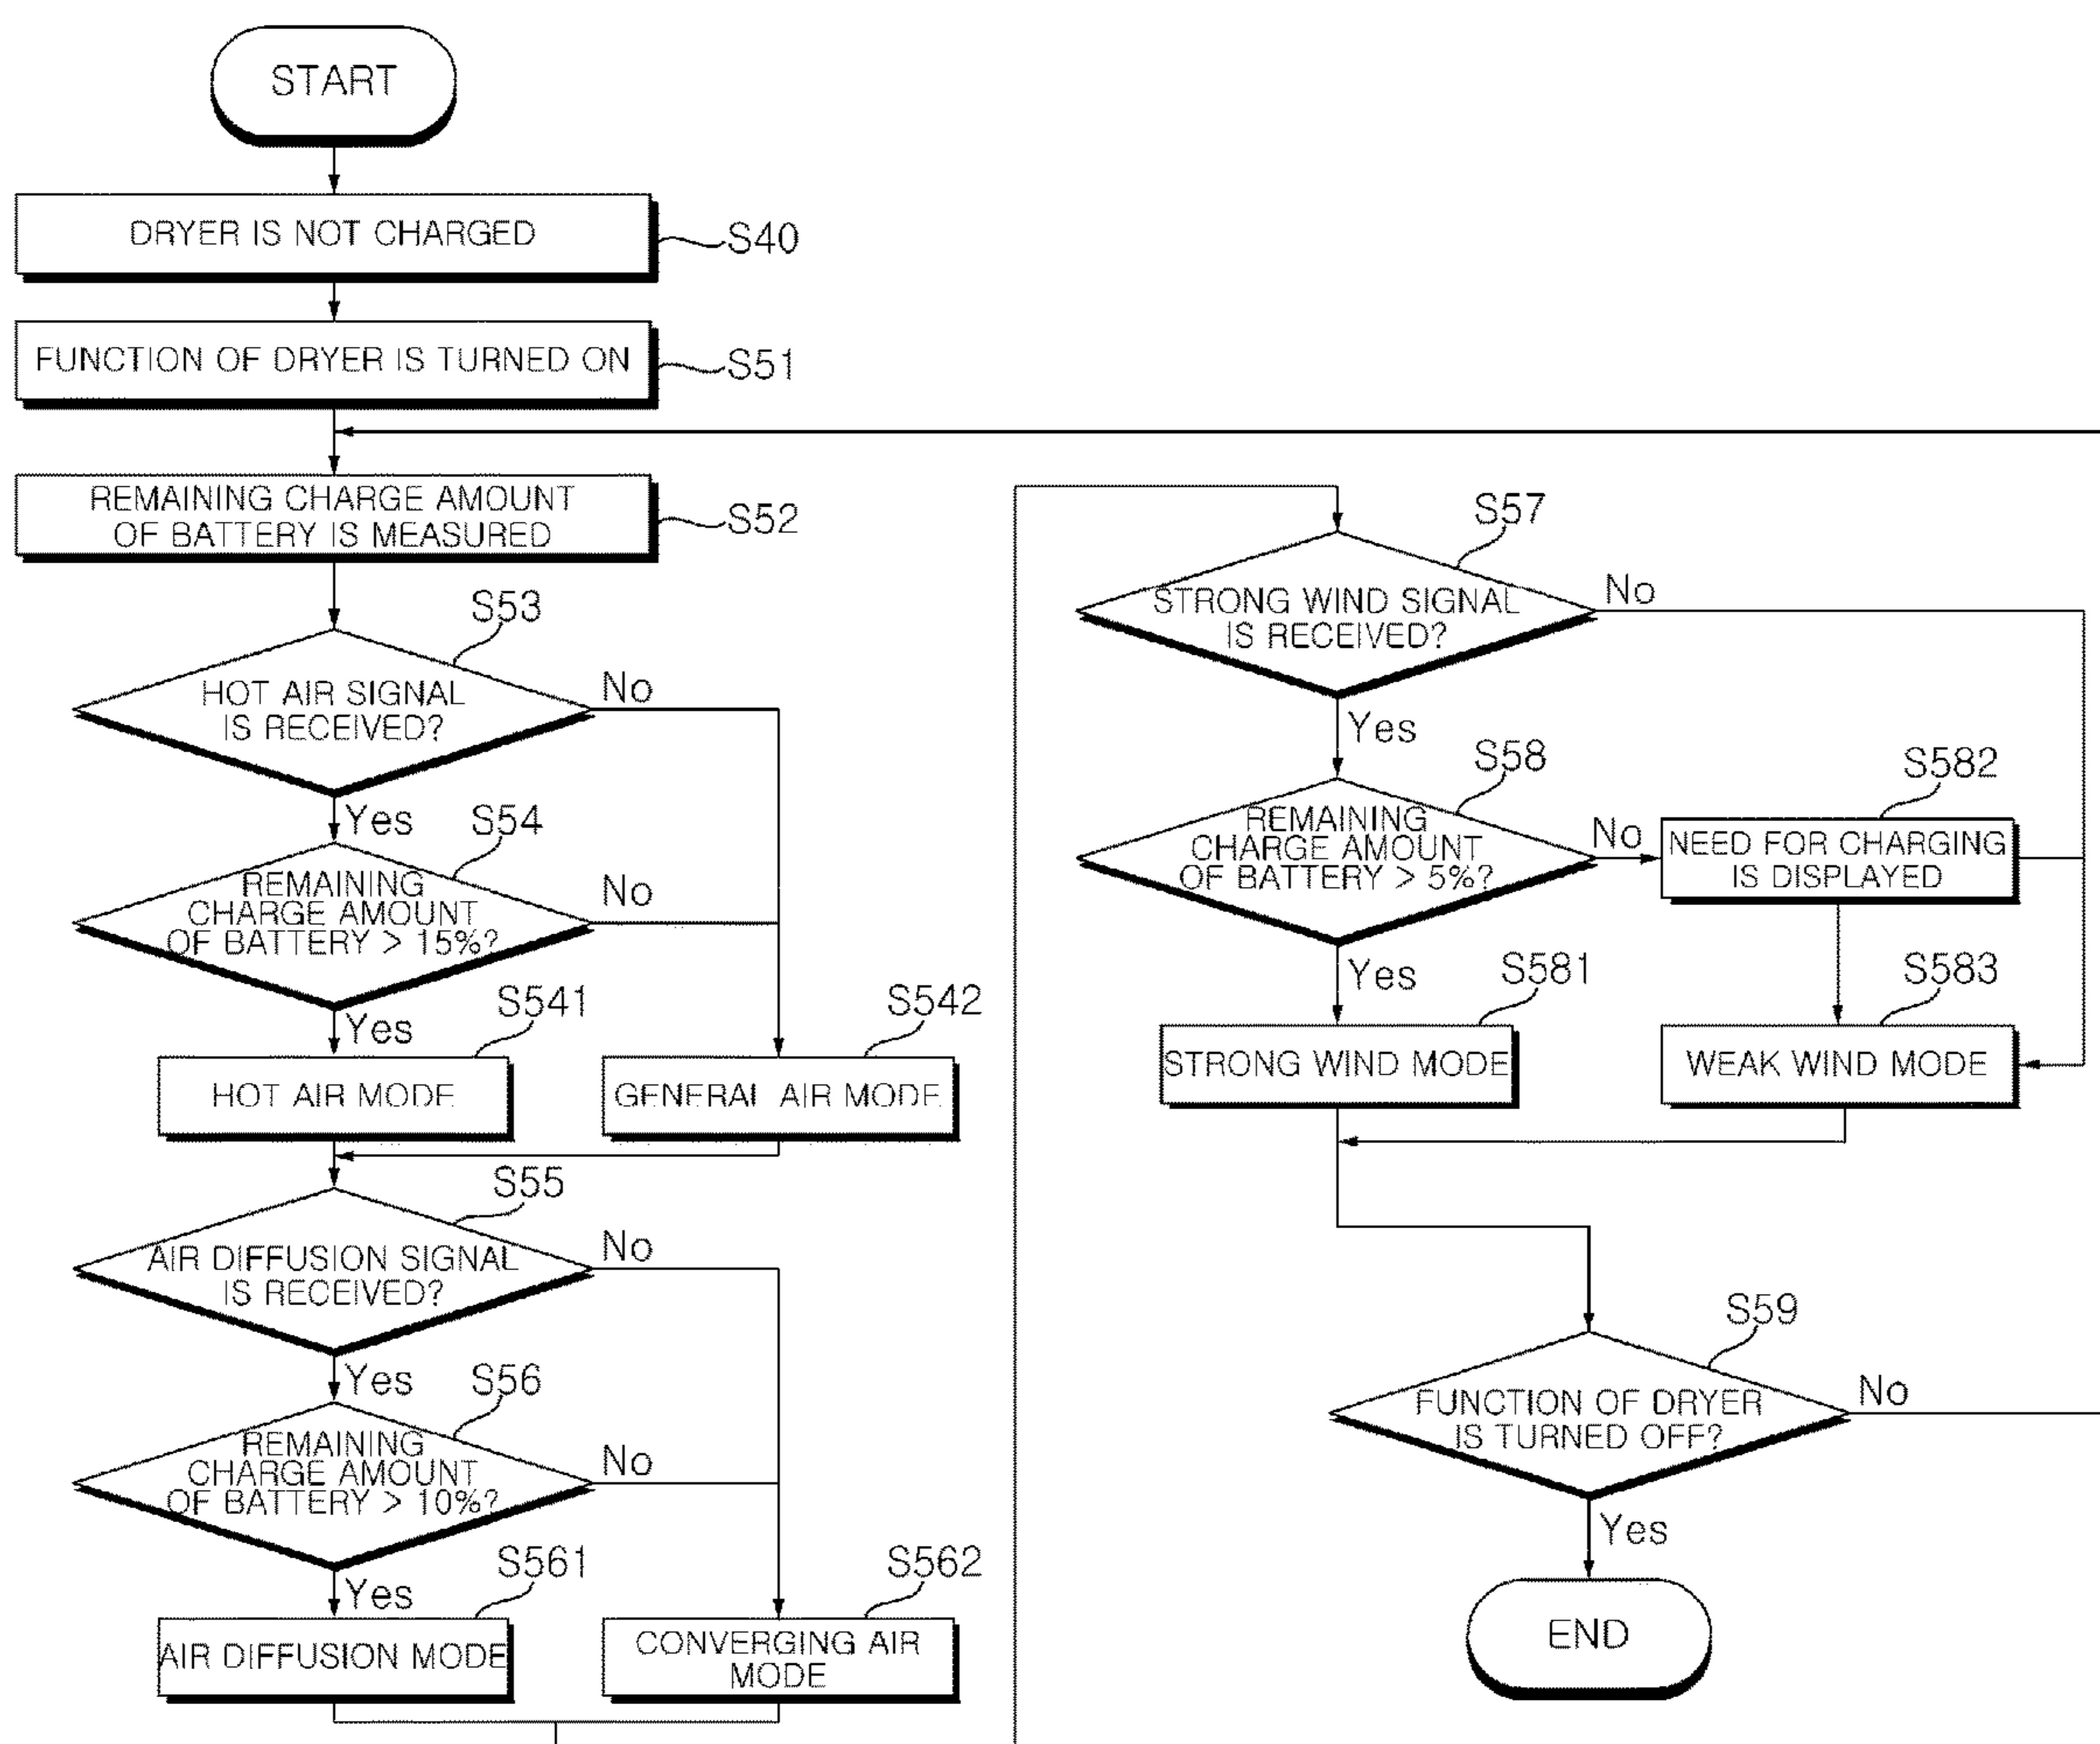 START
DRYER IS NOT CHARGED
S40
FUNCTION OF DRYER IS TURNED ON
S51
REMAINING CHARGE AMOUNT
OF BATTERY IS MEASURED
S52
S53
HOT AIR SIGNAL
IS RECEIVED?
No
Yes
S54
REMAINING
CHARGE AMOUNT
OF BATTERY > 15%?
No
Yes
S541
HOT AIR MODE
S542
GENERAL AIR MODE
S55
AIR DIFFUSION SIGNAL
IS RECEIVED?
No
Yes
S56
REMAINING
CHARGE AMOUNT
OF BATTERY > 10%?
No
Yes
S561
AIR DIFFUSION MODE
S562
CONVERGING AIR
MODE
S57
STRONG WIND SIGNAL
IS RECEIVED?
No
Yes
S58
REMAINING
CHARGE AMOUNT
OF BATTERY > 5%?
No
S582
NEED FOR CHARGING
IS DISPLAYED
Yes
S581
STRONG WIND MODE
S583
WEAK WIND MODE
S59
FUNCTION OF DRYER
IS TURNED OFF?
No
Yes
END